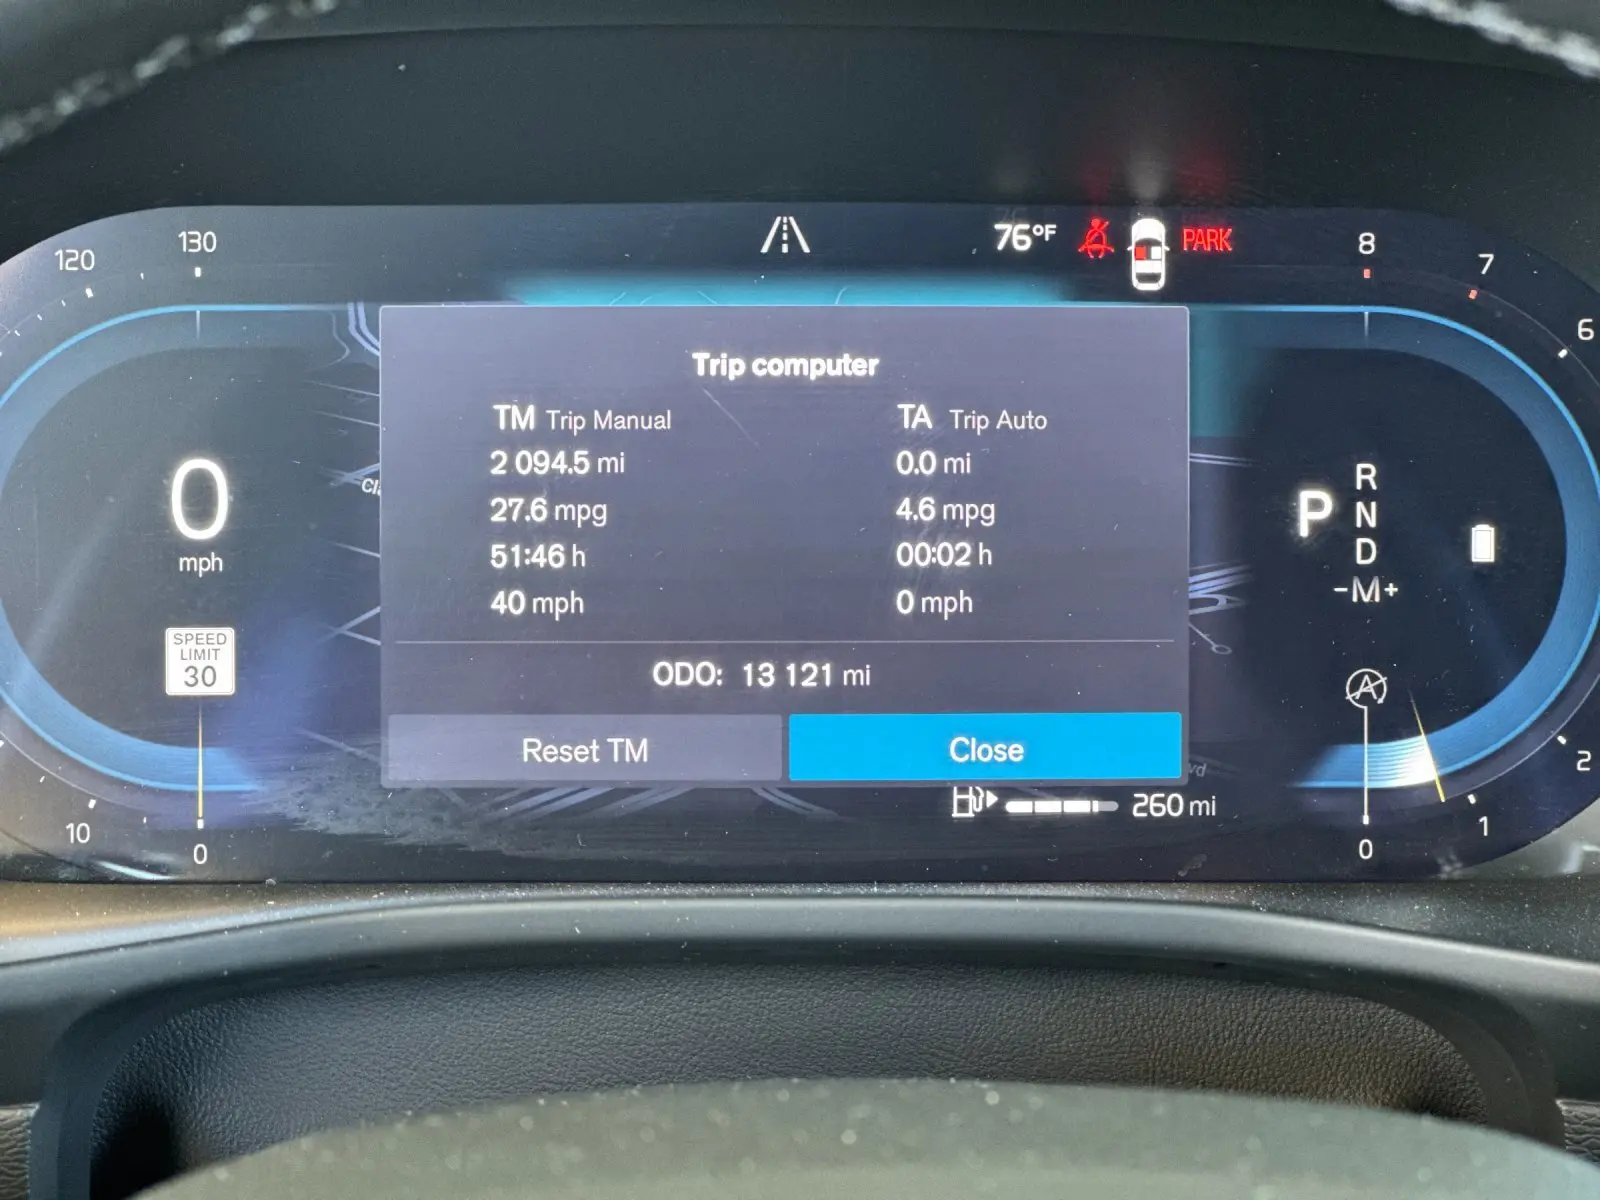 120
130
76°F
PARK
8
7
6
Trip computer
TM Trip Manual
TA Trip Auto
2 094.5 mi
0.0 mi
27.6 mpg
4.6 mpg
51:46 h
00:02 h
40 mph
0 mph
ODO: 13 121 mi
Reset TM
Close
0
mph
SPEED
LIMIT
30
P
R
N
D
-M+
A
260 mi
10
0
0
1
2